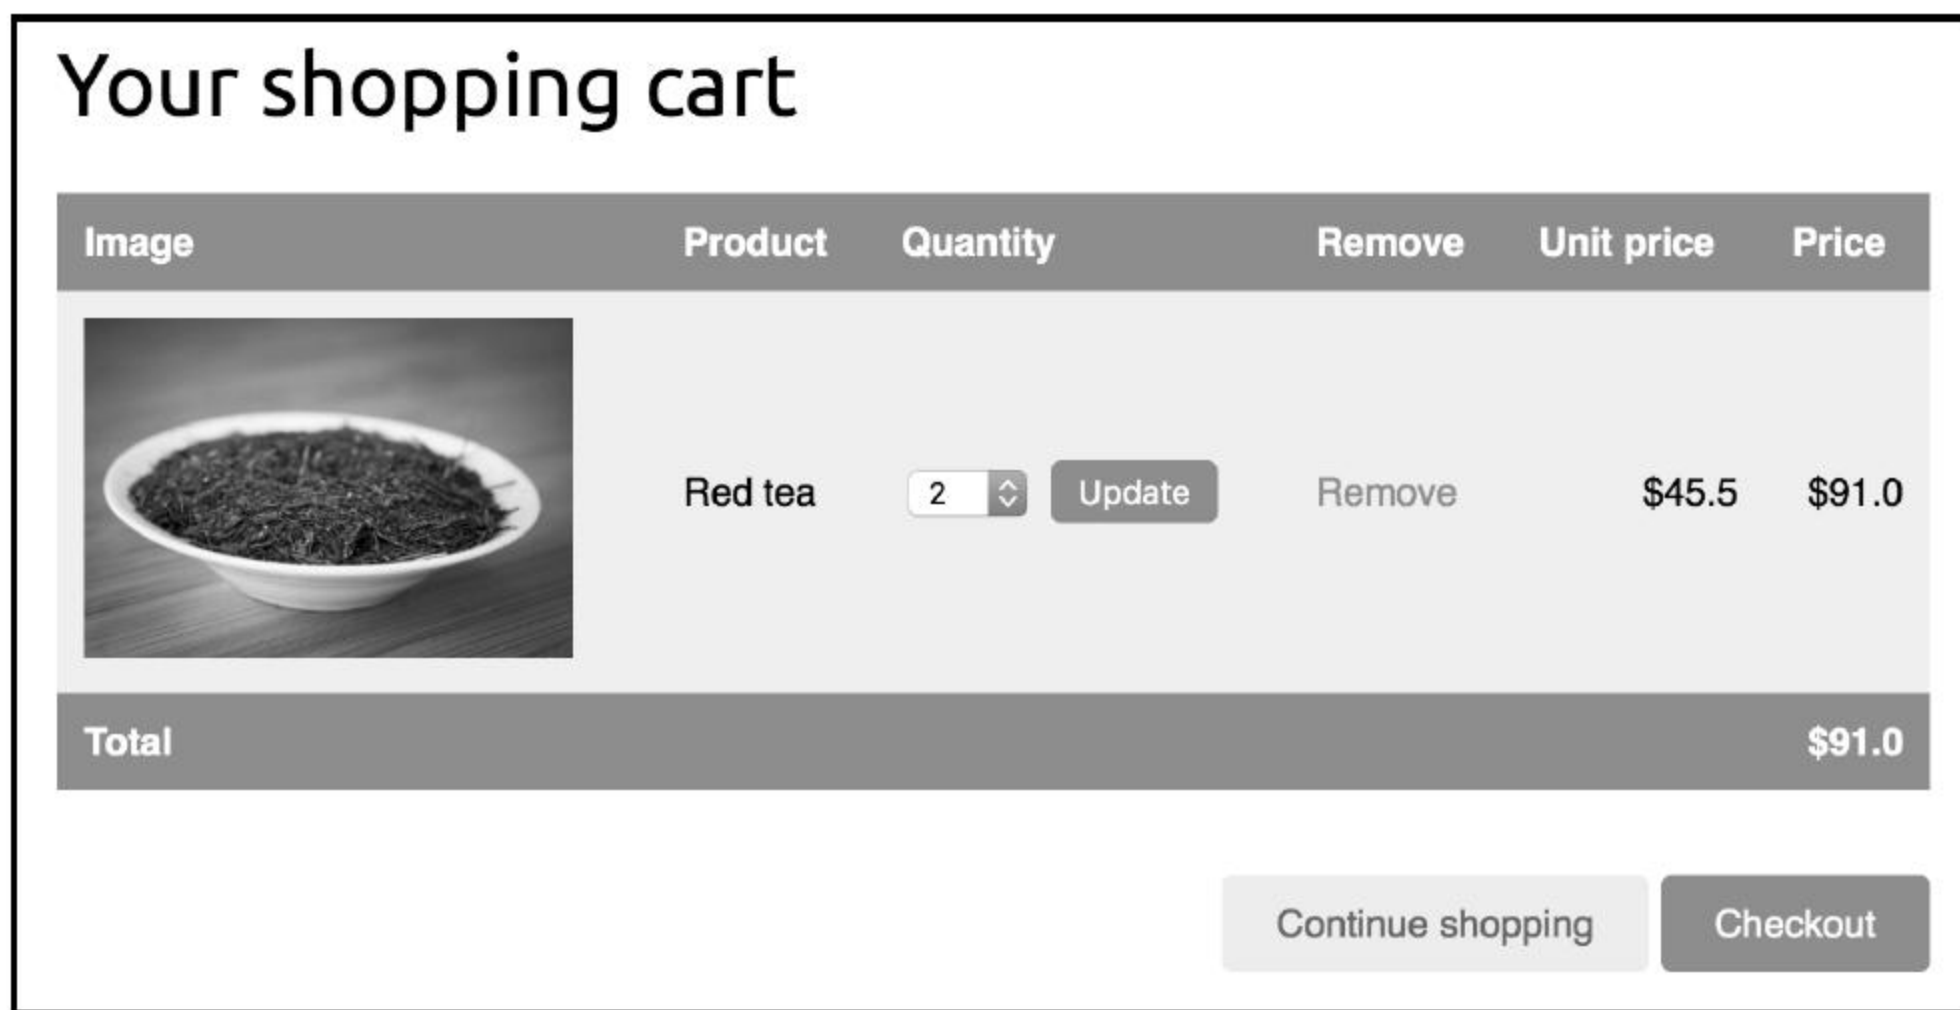 Your shopping cart
Image Product Quantity Remove Unit price Price
Red tea 2 Update Remove $45.5 $91.0
Total $91.0
Continue shopping Checkout